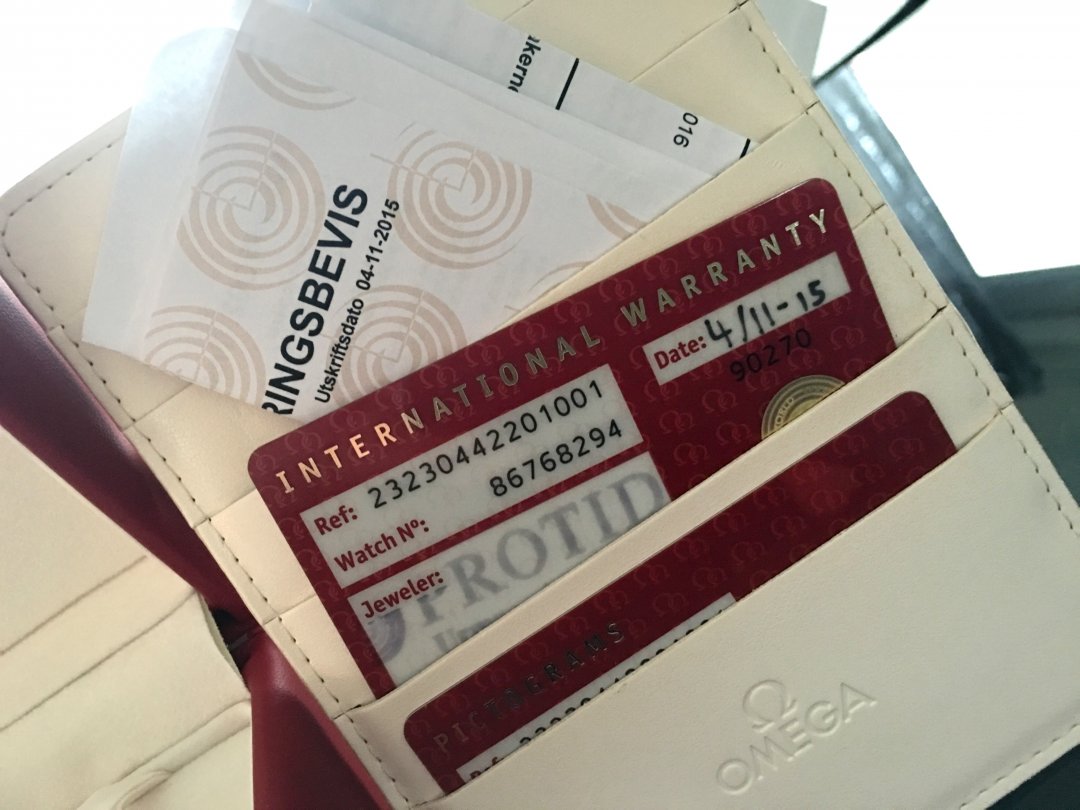 RINGSBEVIS
Utskriftsdato 04-11-2015
016
INTERNATIONAL WARRANTY
Date: 4/11-15
90270
Ref: 23230442201001
Watch Nº: 86768294
Jeweler:
PICTOGRAMS
Ref:
OMEGA